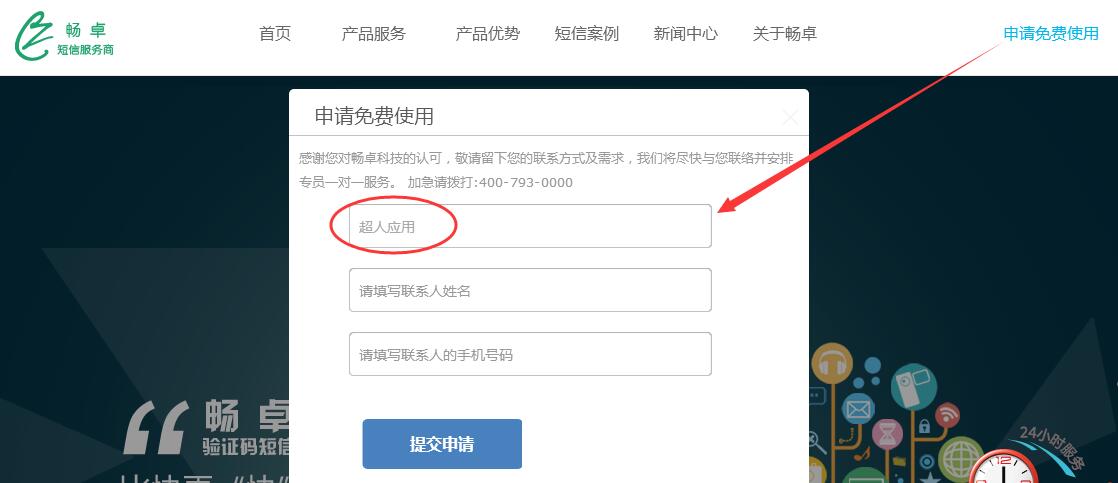 畅卓
短信服务商
首页 产品服务 产品优势 短信案例 新闻中心 关于畅卓 申请免费使用
申请免费使用
感谢您对畅卓科技的认可，敬请留下您的联系方式及需求，我们将尽快与您联络并安排
专员一对一服务。 加急请拨打:400-793-0000
超人应用
请填写联系人姓名
请填写联系人的手机号码
提交申请
畅卓
验证码短信
24小时服务
12